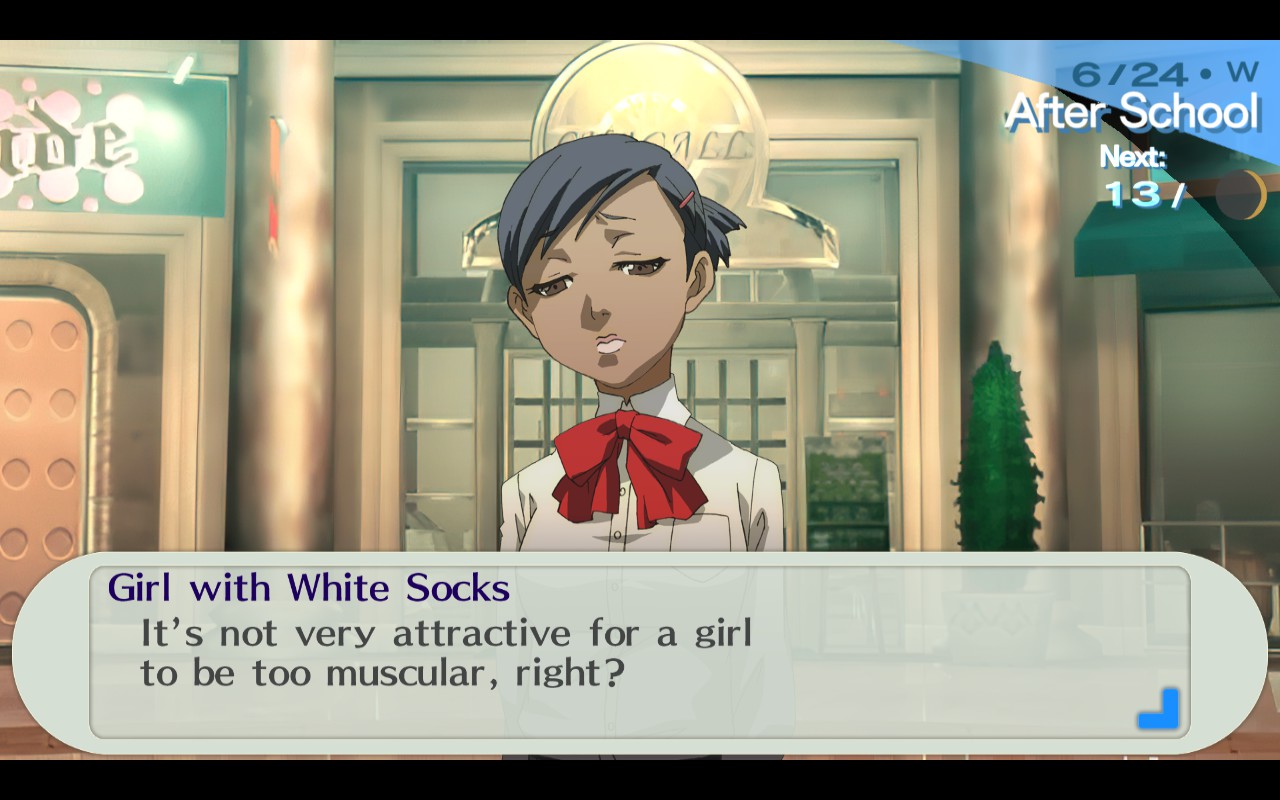 6/24 • W
After School
Next:
13/
Girl with White Socks
It's not very attractive for a girl
to be too muscular, right?